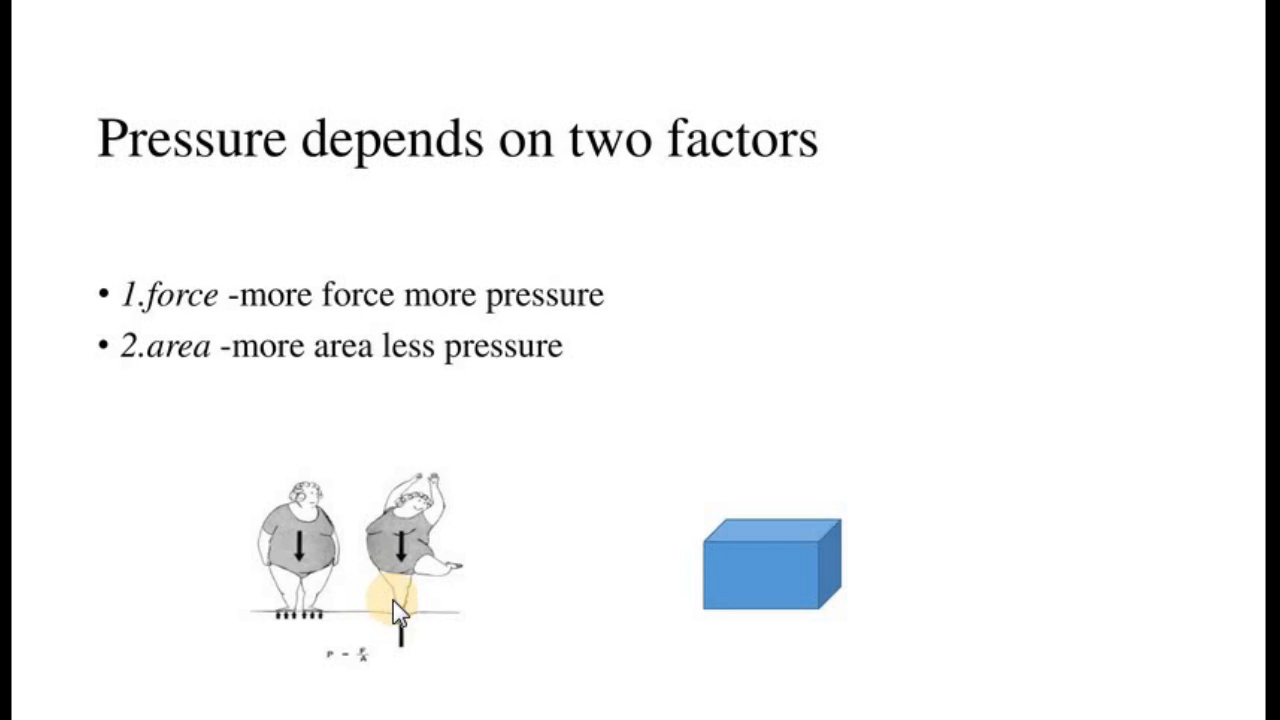 Pressure depends on two factors
• 1.force -more force more pressure
• 2.area -more area less pressure
P = F/A